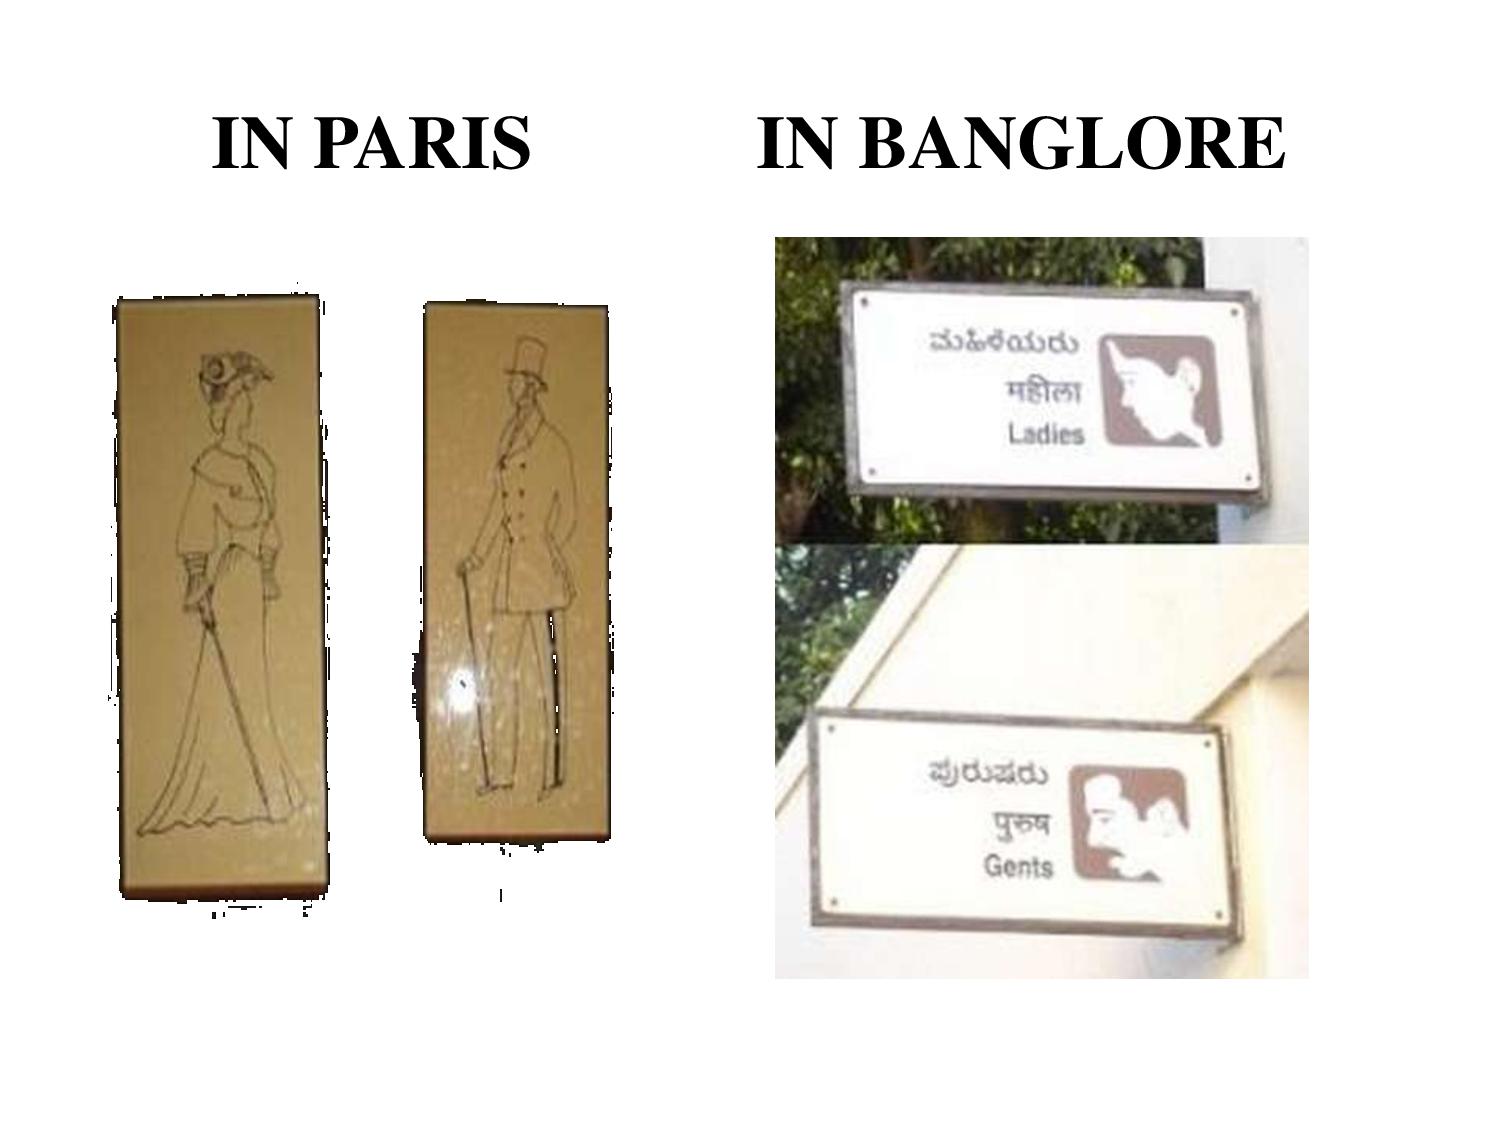 IN PARIS
IN BANGLORE
ಮಹಿಳೆಯರು
महीला
Ladies
ಪುರುಷರು
पुरुष
Gents